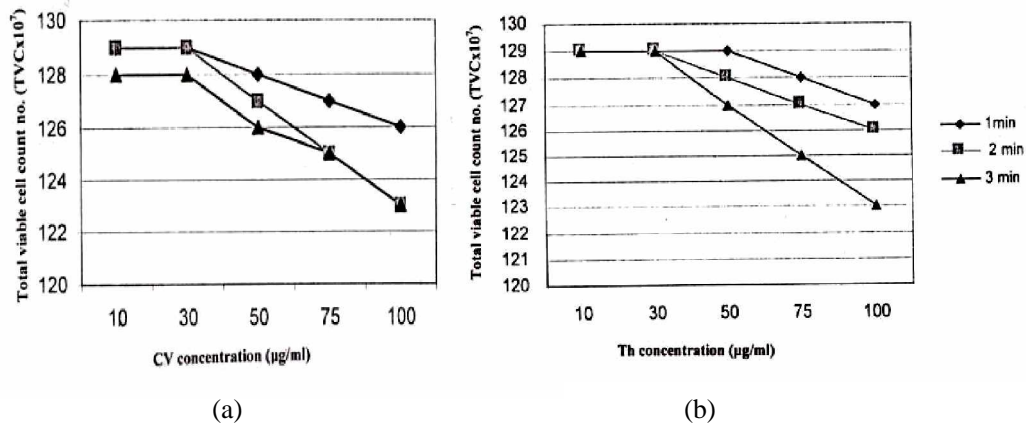 Total viable cell count no. (TVCx10⁷)
130
128
126
124
122
120
10 30 50 75 100
CV concentration (µg/ml)
(a)
Total viable cell count no. (TVCx10⁷)
130
129
128
127
126
125
124
123
122
121
120
10 30 50 75 100
Th concentration (µg/ml)
(b)
1min
2 min
3 min